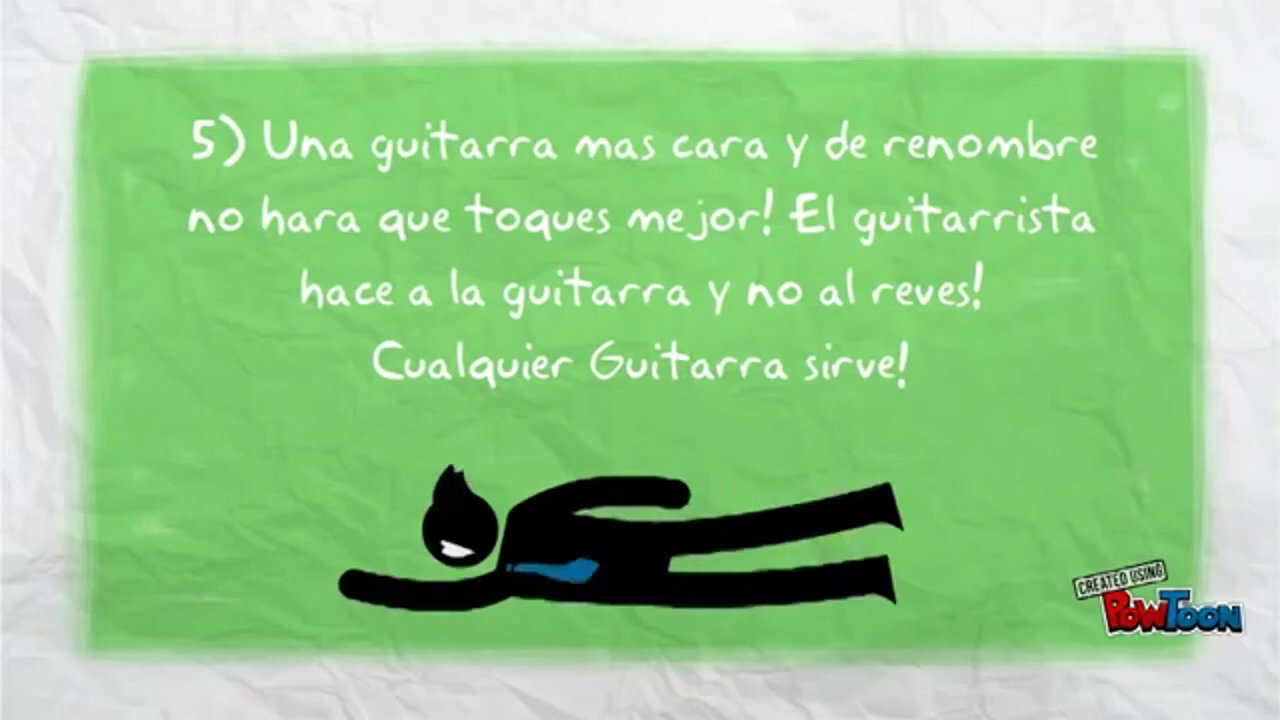 5) Una guitarra mas cara y de renombre
no hara que toques mejor! El guitarrista
hace a la guitarra y no al reves!
Cualquier Guitarra sirve!
CREATED USING
PowToon